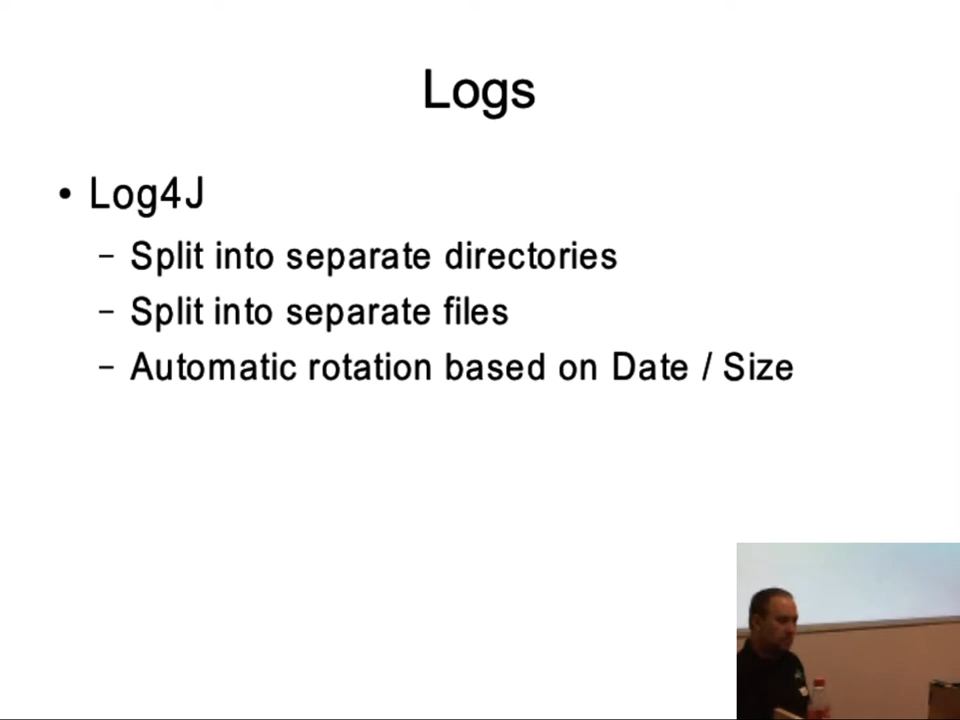 Logs
• Log4J
– Split into separate directories
– Split into separate files
– Automatic rotation based on Date / Size